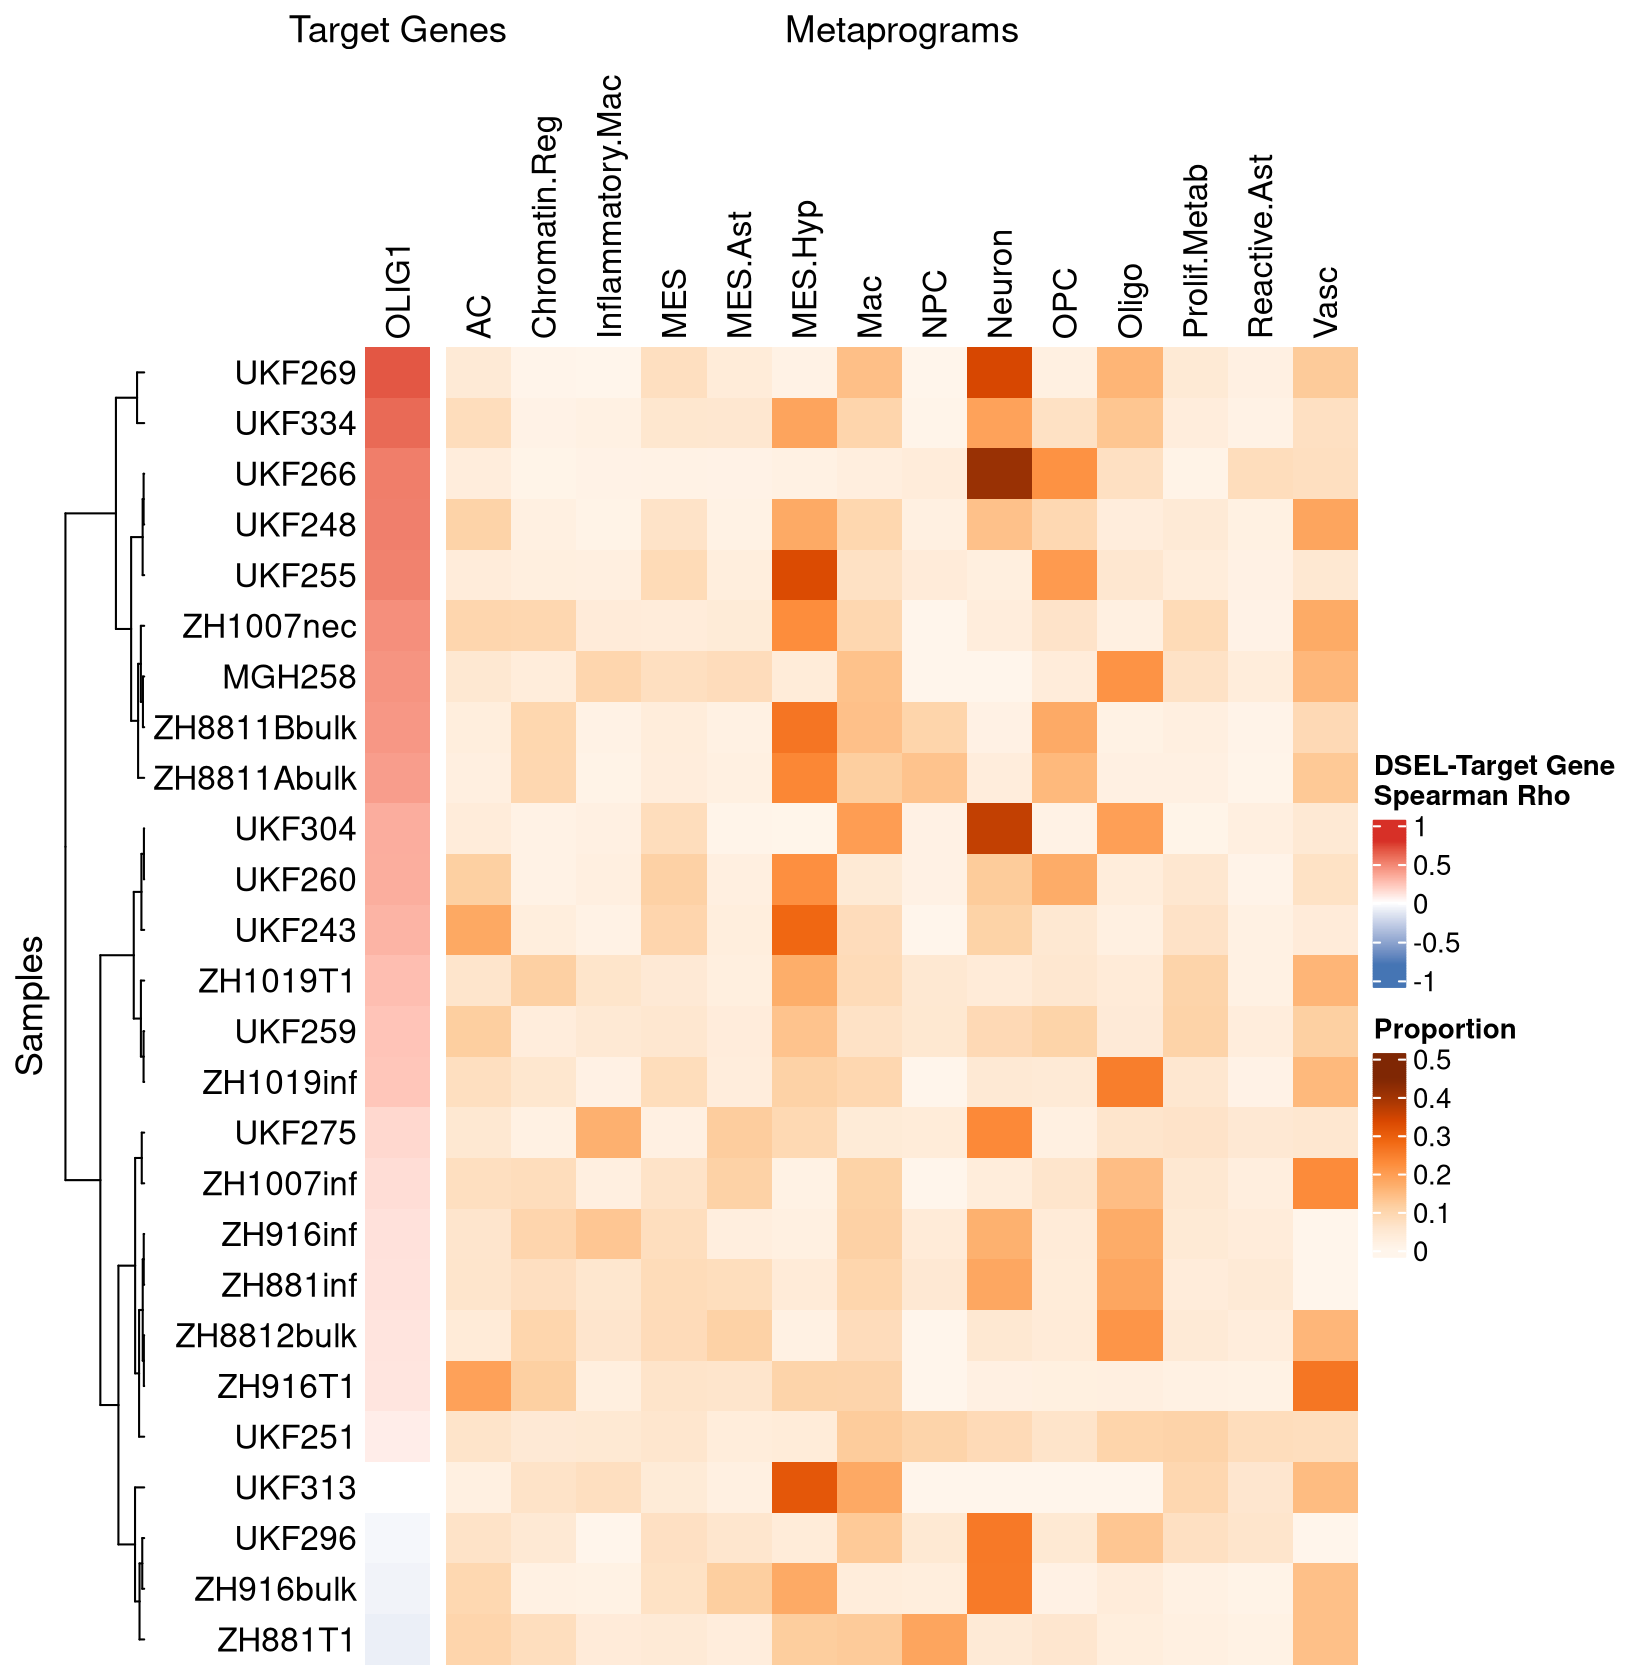 Target Genes
Metaprograms
OLIG1
AC
Chromatin.Reg
Inflammatory.Mac
MES
MES.Ast
MES.Hyp
Mac
NPC
Neuron
OPC
Oligo
Prolif.Metab
Reactive.Ast
Vasc
Samples
UKF269
UKF334
UKF266
UKF248
UKF255
ZH1007nec
MGH258
ZH8811Bbulk
ZH8811Abulk
UKF304
UKF260
UKF243
ZH1019T1
UKF259
ZH1019inf
UKF275
ZH1007inf
ZH916inf
ZH881inf
ZH8812bulk
ZH916T1
UKF251
UKF313
UKF296
ZH916bulk
ZH881T1
DSEL-Target Gene
Spearman Rho
1
0.5
0
-0.5
-1
Proportion
0.5
0.4
0.3
0.2
0.1
0